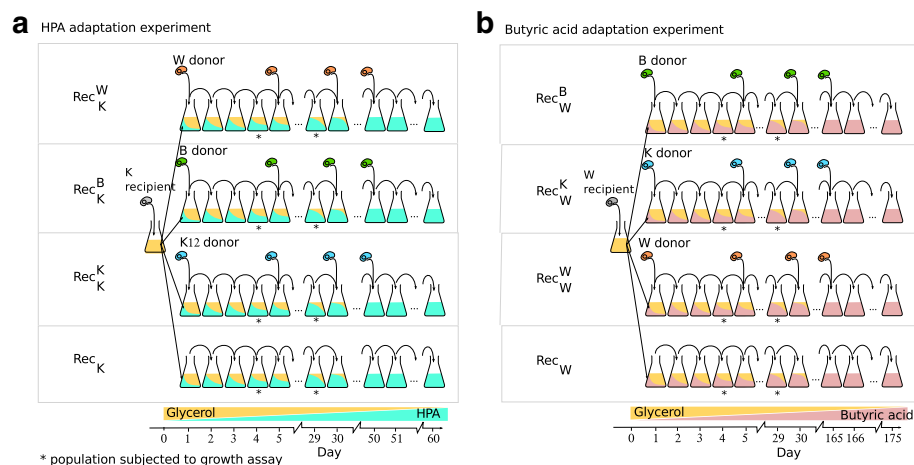 a HPA adaptation experiment
W donor
Rec W K
* *
B donor
K recipient
Rec B K
* *
K12 donor
Rec K K
* *
Rec K
* *
Glycerol HPA
0 1 2 3 4 5 29 30 50 51 60
Day
* population subjected to growth assay
b Butyric acid adaptation experiment
B donor
Rec B W
* *
K donor
W recipient
Rec K W
* *
W donor
Rec W W
* *
Rec W
* *
Glycerol Butyric acid
0 1 2 3 4 5 29 30 165 166 175
Day